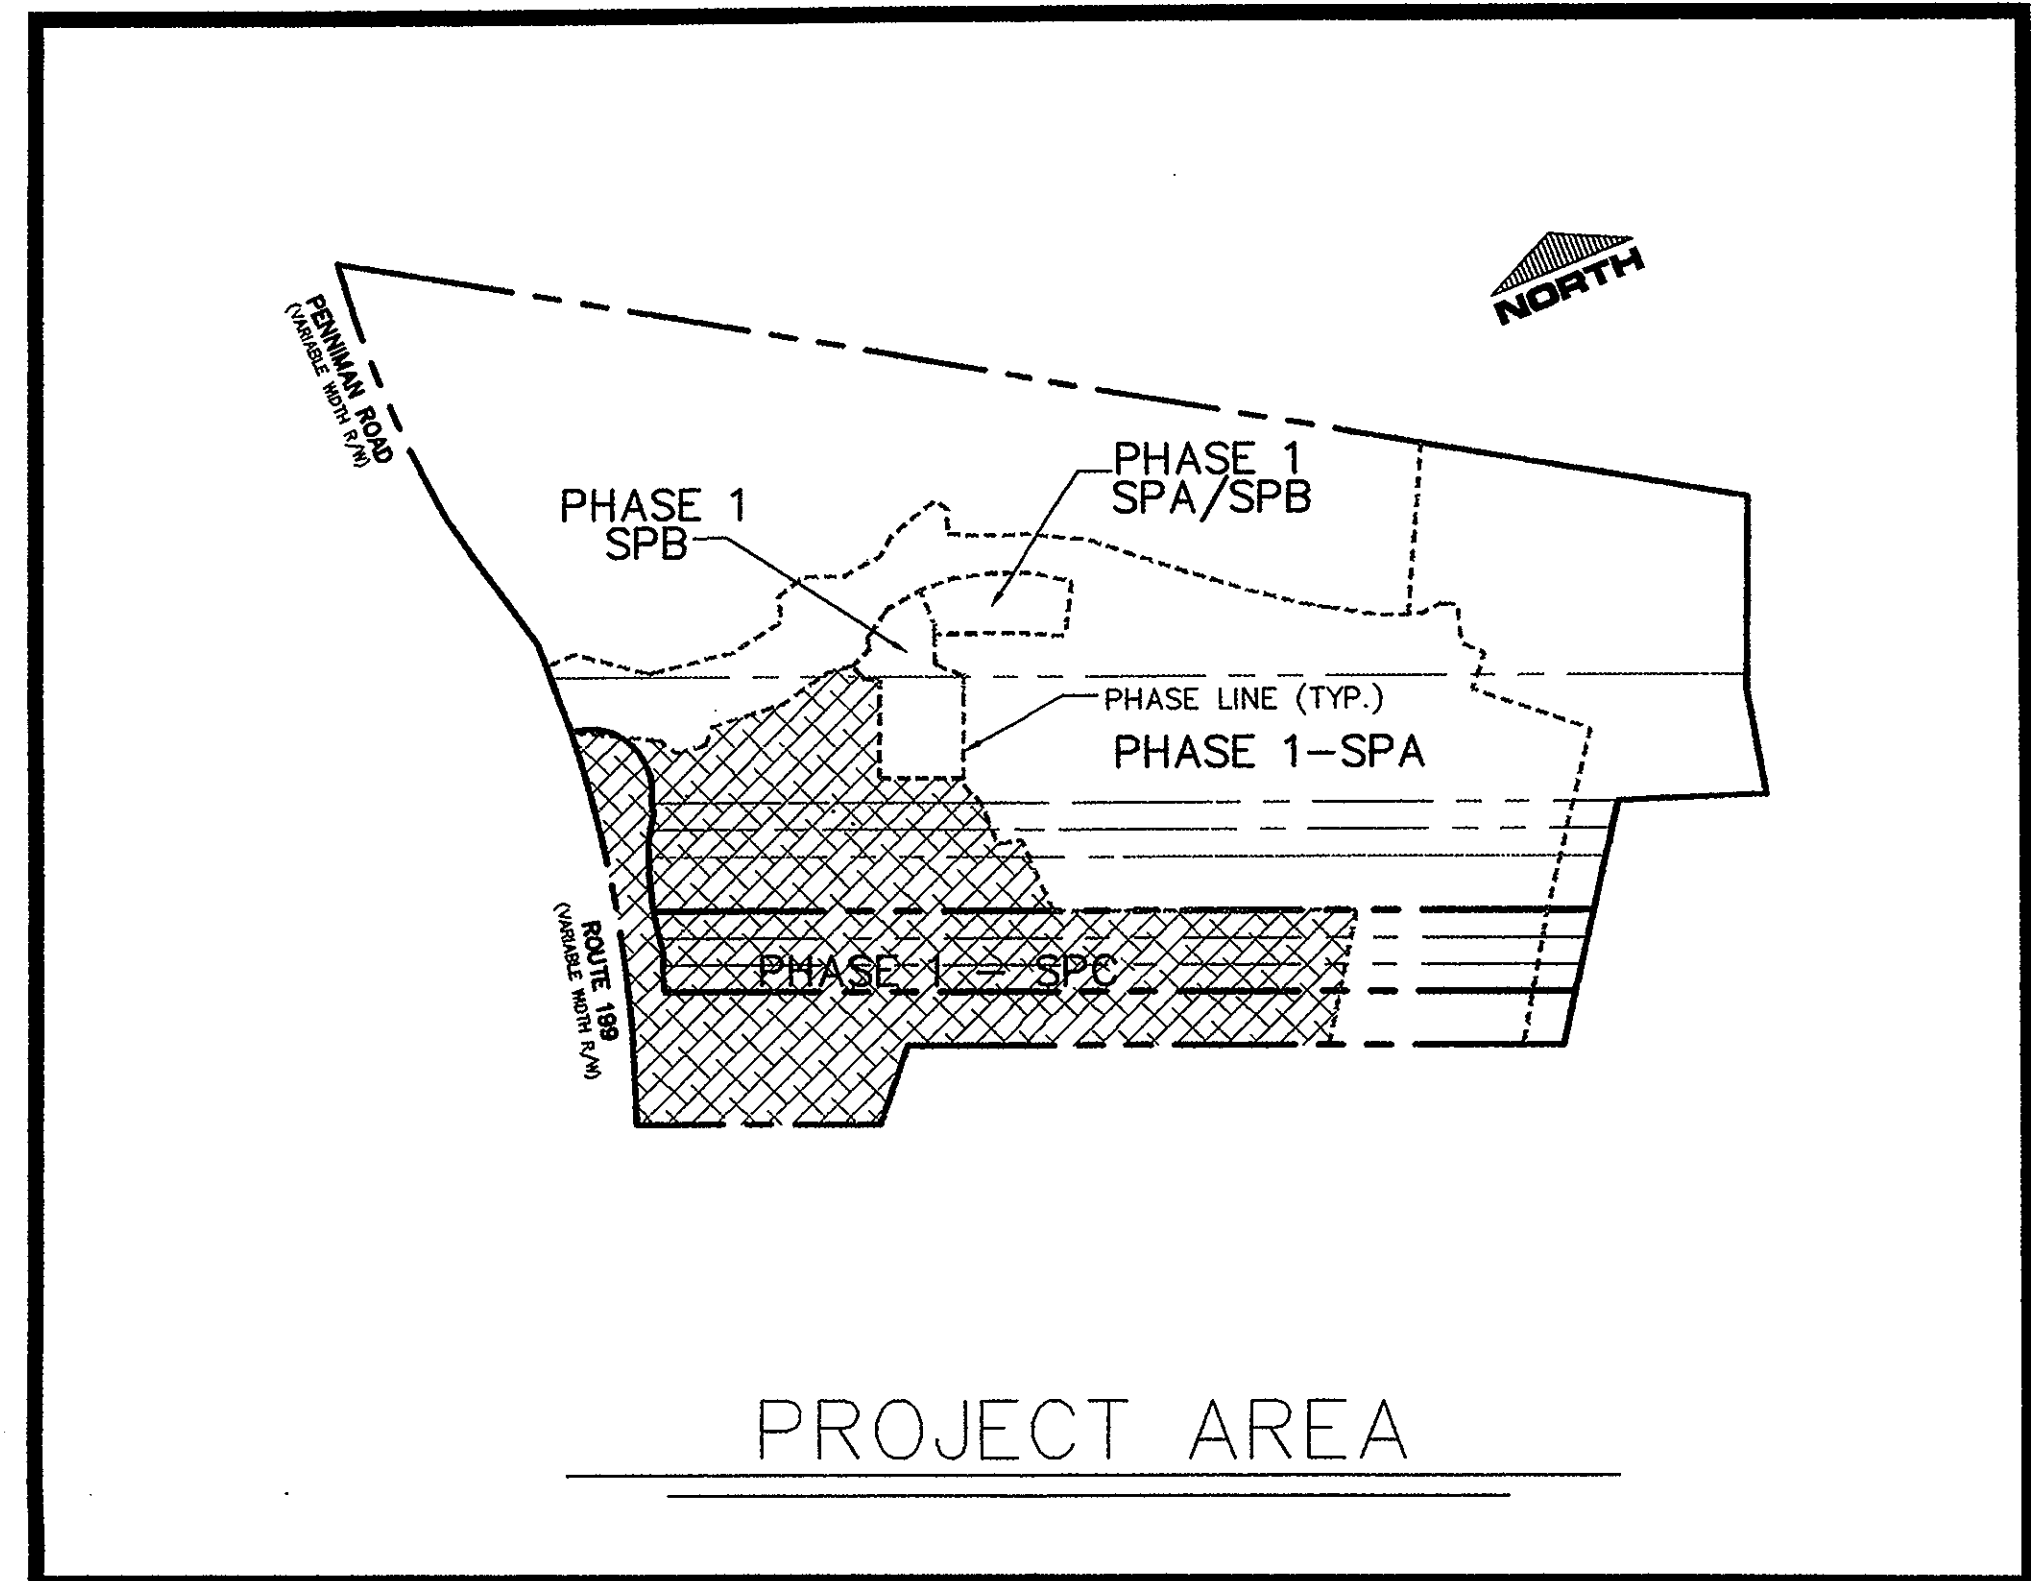 NORTH
PENNIMAN ROAD
(VARIABLE WIDTH R/W)
PHASE 1
SPA/SPB
PHASE 1
SPB
PHASE LINE (TYP.)
PHASE 1-SPA
ROUTE 199
(VARIABLE WIDTH R/W)
PHASE 1 - SPC
PROJECT AREA